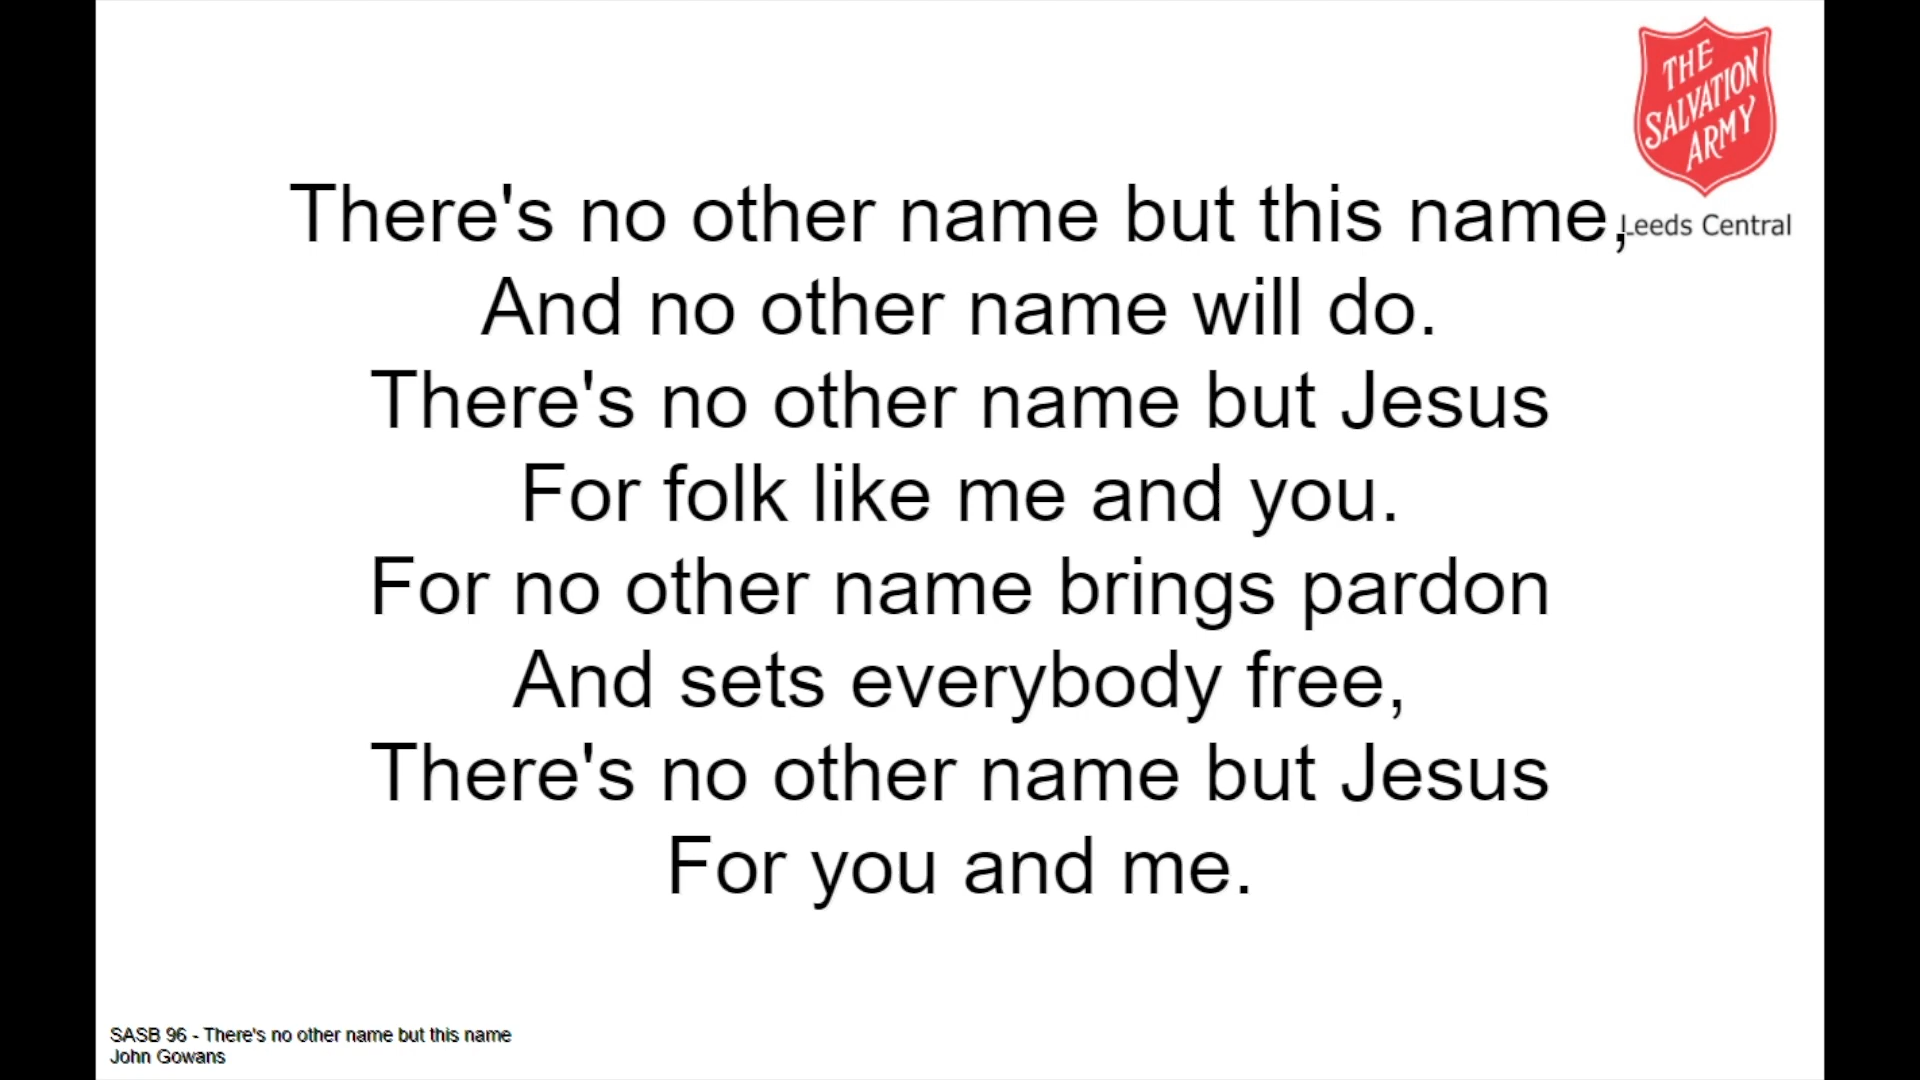 THE
SALVATION
ARMY
Leeds Central
There's no other name but this name,
And no other name will do.
There's no other name but Jesus
For folk like me and you.
For no other name brings pardon
And sets everybody free,
There's no other name but Jesus
For you and me.
SASB 96 - There's no other name but this name
John Gowans